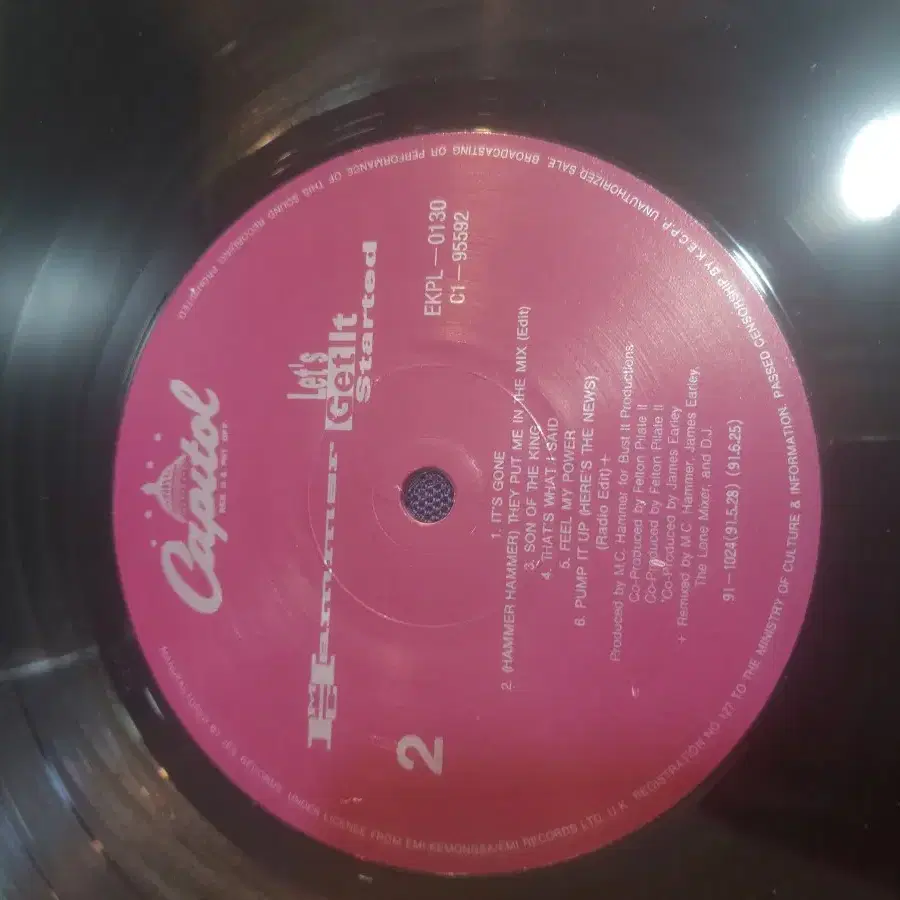 Capitol
REG. U.S. PAT. OFF.
MC Hammer
Let's
Get It
Started
2
EKPL-0130
C1-95592
1. IT'S GONE
2. (HAMMER HAMMER) THEY PUT ME IN THE MIX (Edit)
3. SON OF THE KING
4. THAT'S WHAT I SAID
5. FEEL MY POWER
6. PUMP IT UP (HERE'S THE NEWS)
(Radio Edit)+
Produced by M.C. Hammer for Bust It Productions
Co-Produced by Felton Pilate II
Co-Produced by Felton Pilate II
*Co-Produced by James Earley
+ Remixed by M.C. Hammer, James Earley,
The Lone Mixer, and D.J.
91-1024(91.5.28) (91.6.25)
UNDER LICENSE FROM EMI-KEMONGSA/EMI RECORDS LTD. U.K. REGISTRATION NO. 127 TO THE MINISTRY OF CULTURE & INFORMATION. PASSED CENSORSHIP BY K.E.C.P.P. UNAUTHORIZED SALE, BROADCASTING OR PERFORMANCE OF THIS SOUND RECORDING PROHIBITED